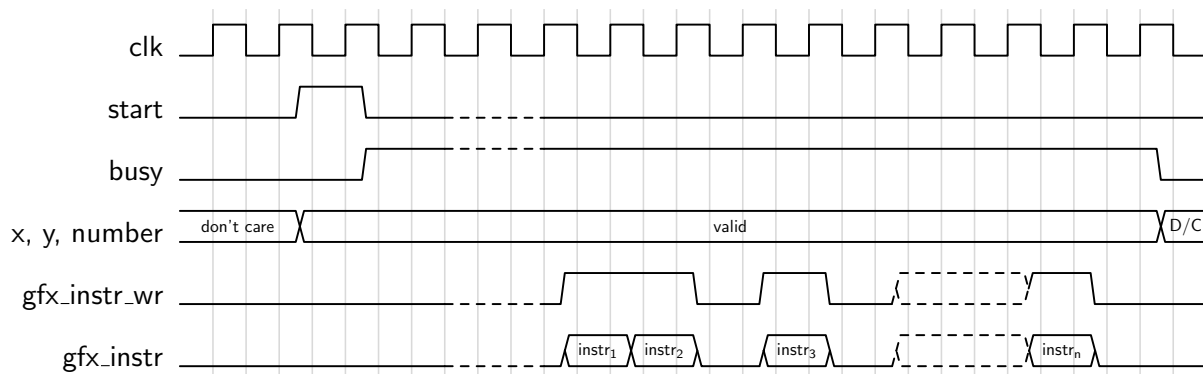 clk
start
busy
x, y, number don't care valid D/C
gfx_instr_wr
gfx_instr instr₁ instr₂ instr₃ instrₙ